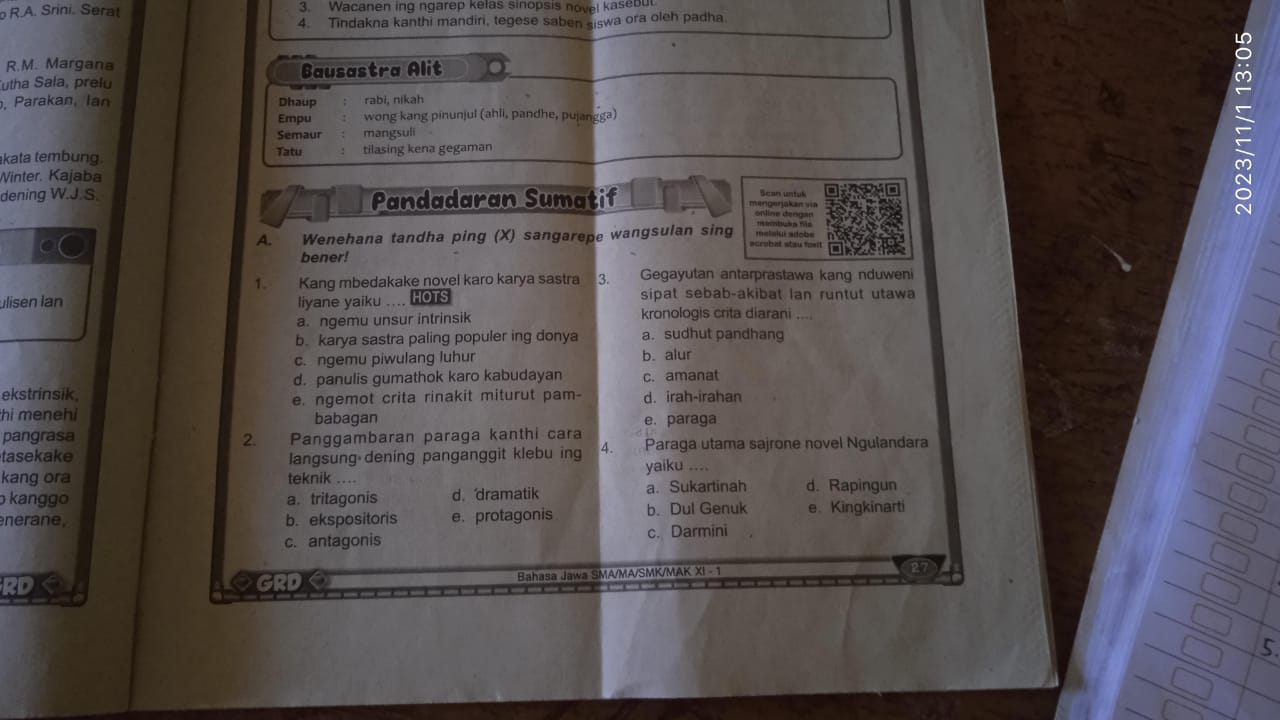 R.A. Srini. Serat
R.M. Margana
Kutha Sala, prelu
Parakan, lan
kata tembung.
Winter. Kajaba
dening W.J.S.
ulisen lan
ekstrinsik,
thi menehi
pangrasa
tasekake
kang ora
kanggo
enerane,
GRD
3. Wacanen ing ngarep kelas sinopsis novel kasebut.
4. Tindakna kanthi mandiri, tegese saben siswa ora oleh padha.
Bausastra Alit
Dhaup : rabi, nikah
Empu : wong kang pinunjul (ahli, pandhe, pujangga)
Semaur : mangsuli
Tatu : tilasing kena gegaman
Pandadaran Sumatif
Scan untuk
mengerjakan via
online dengan
membuka file
melalui adobe
acrobat atau foxit
A. Wenehana tandha ping (X) sangarepe wangsulan sing
bener!
1. Kang mbedakake novel karo karya sastra
liyane yaiku .... HOTS
a. ngemu unsur intrinsik
b. karya sastra paling populer ing donya
c. ngemu piwulang luhur
d. panulis gumathok karo kabudayan
e. ngemot crita rinakit miturut pam-
babagan
2. Panggambaran paraga kanthi cara
langsung dening panganggit klebu ing
teknik ....
a. tritagonis d. dramatik
b. ekspositoris e. protagonis
c. antagonis
3. Gegayutan antarprastawa kang nduweni
sipat sebab-akibat lan runtut utawa
kronologis crita diarani ....
a. sudhut pandhang
b. alur
c. amanat
d. irah-irahan
e. paraga
4. Paraga utama sajrone novel Ngulandara
yaiku ....
a. Sukartinah d. Rapingun
b. Dul Genuk e. Kingkinarti
c. Darmini
GRD
Bahasa Jawa SMA/MA/SMK/MAK XI - 1
27
2023/11/1 13:05
5.